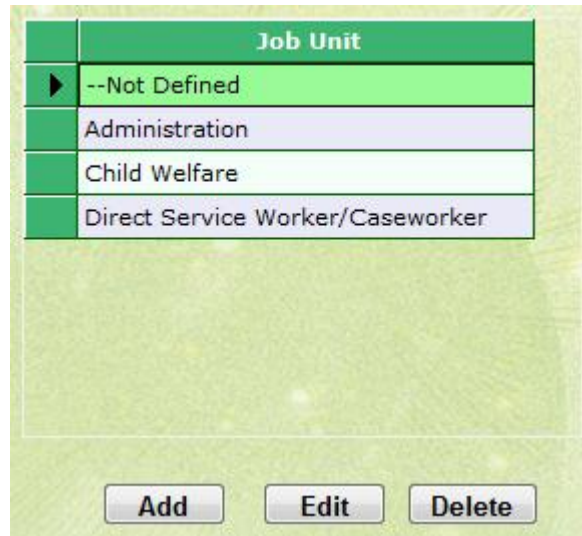 Job Unit
--Not Defined
Administration
Child Welfare
Direct Service Worker/Caseworker
Add Edit Delete